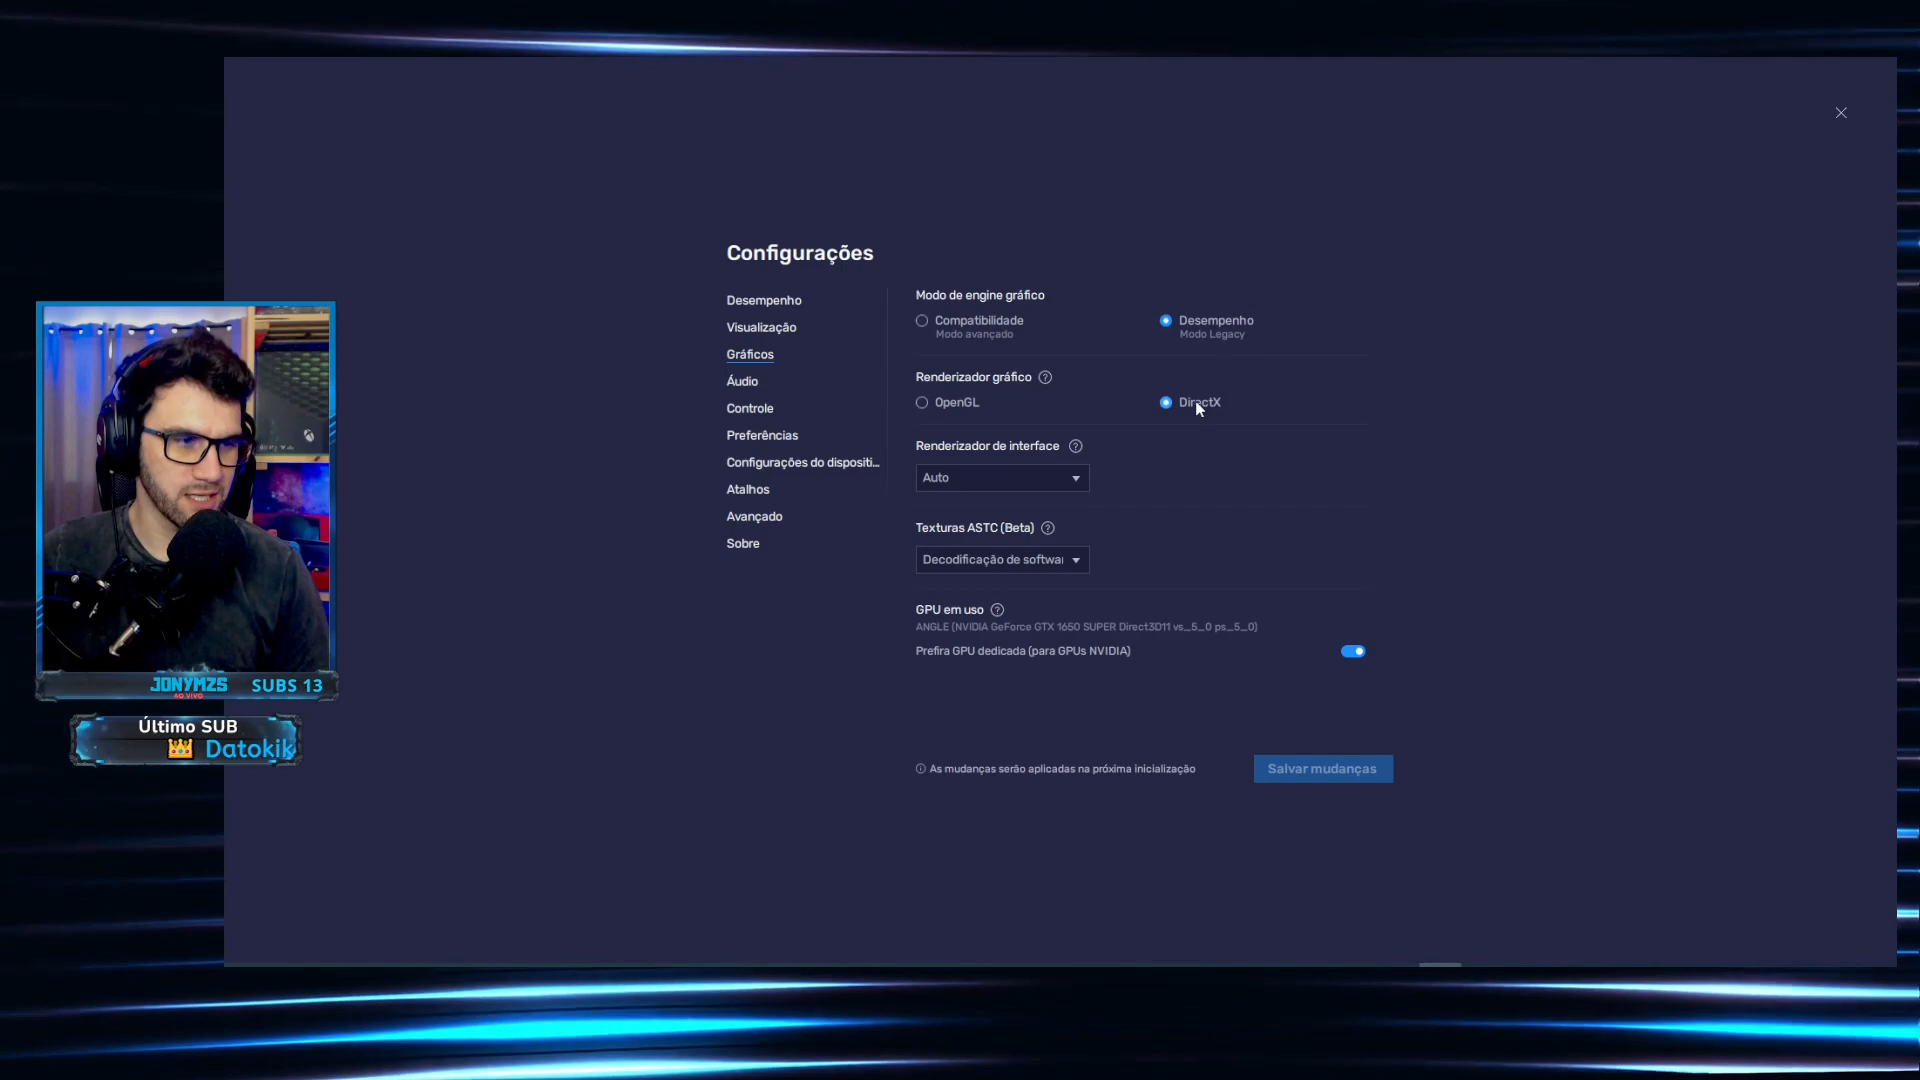 Configurações
Desempenho
Visualização
Gráficos
Áudio
Controle
Preferências
Configurações do dispositi...
Atalhos
Avançado
Sobre
Modo de engine gráfico
Compatibilidade
Modo avançado
Desempenho
Modo Legacy
Renderizador gráfico
OpenGL
DirectX
Renderizador de interface
Auto
Texturas ASTC (Beta)
Decodificação de softwa
GPU em uso
ANGLE (NVIDIA GeForce GTX 1650 SUPER Direct3D11 vs_5_0 ps_5_0)
Prefira GPU dedicada (para GPUs NVIDIA)
As mudanças serão aplicadas na próxima inicialização
Salvar mudanças
JONYMZS
AO VIVO
SUBS 13
Último SUB
Datokik